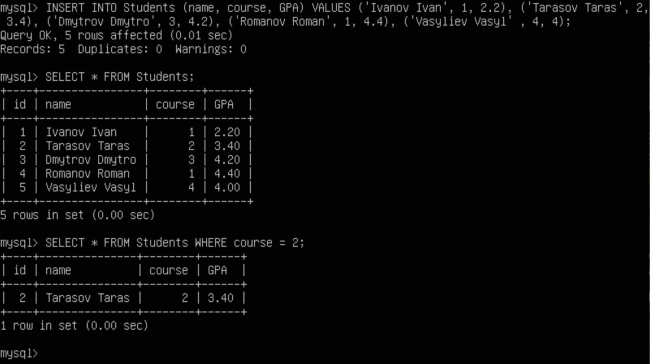 mysql> INSERT INTO Students (name, course, GPA) VALUES ('Ivanov Ivan', 1, 2.2), ('Tarasov Taras', 2,
 3.4), ('Dmytrov Dmytro', 3, 4.2), ('Romanov Roman', 1, 4.4), ('Vasyliev Vasyl' , 4, 4);
Query OK, 5 rows affected (0.01 sec)
Records: 5  Duplicates: 0  Warnings: 0

mysql> SELECT * FROM Students;
+----+----------------+--------+------+
| id | name           | course | GPA  |
+----+----------------+--------+------+
|  1 | Ivanov Ivan    |      1 | 2.20 |
|  2 | Tarasov Taras  |      2 | 3.40 |
|  3 | Dmytrov Dmytro |      3 | 4.20 |
|  4 | Romanov Roman  |      1 | 4.40 |
|  5 | Vasyliev Vasyl |      4 | 4.00 |
+----+----------------+--------+------+
5 rows in set (0.00 sec)

mysql> SELECT * FROM Students WHERE course = 2;
+----+---------------+--------+------+
| id | name          | course | GPA  |
+----+---------------+--------+------+
|  2 | Tarasov Taras |      2 | 3.40 |
+----+---------------+--------+------+
1 row in set (0.00 sec)

mysql>